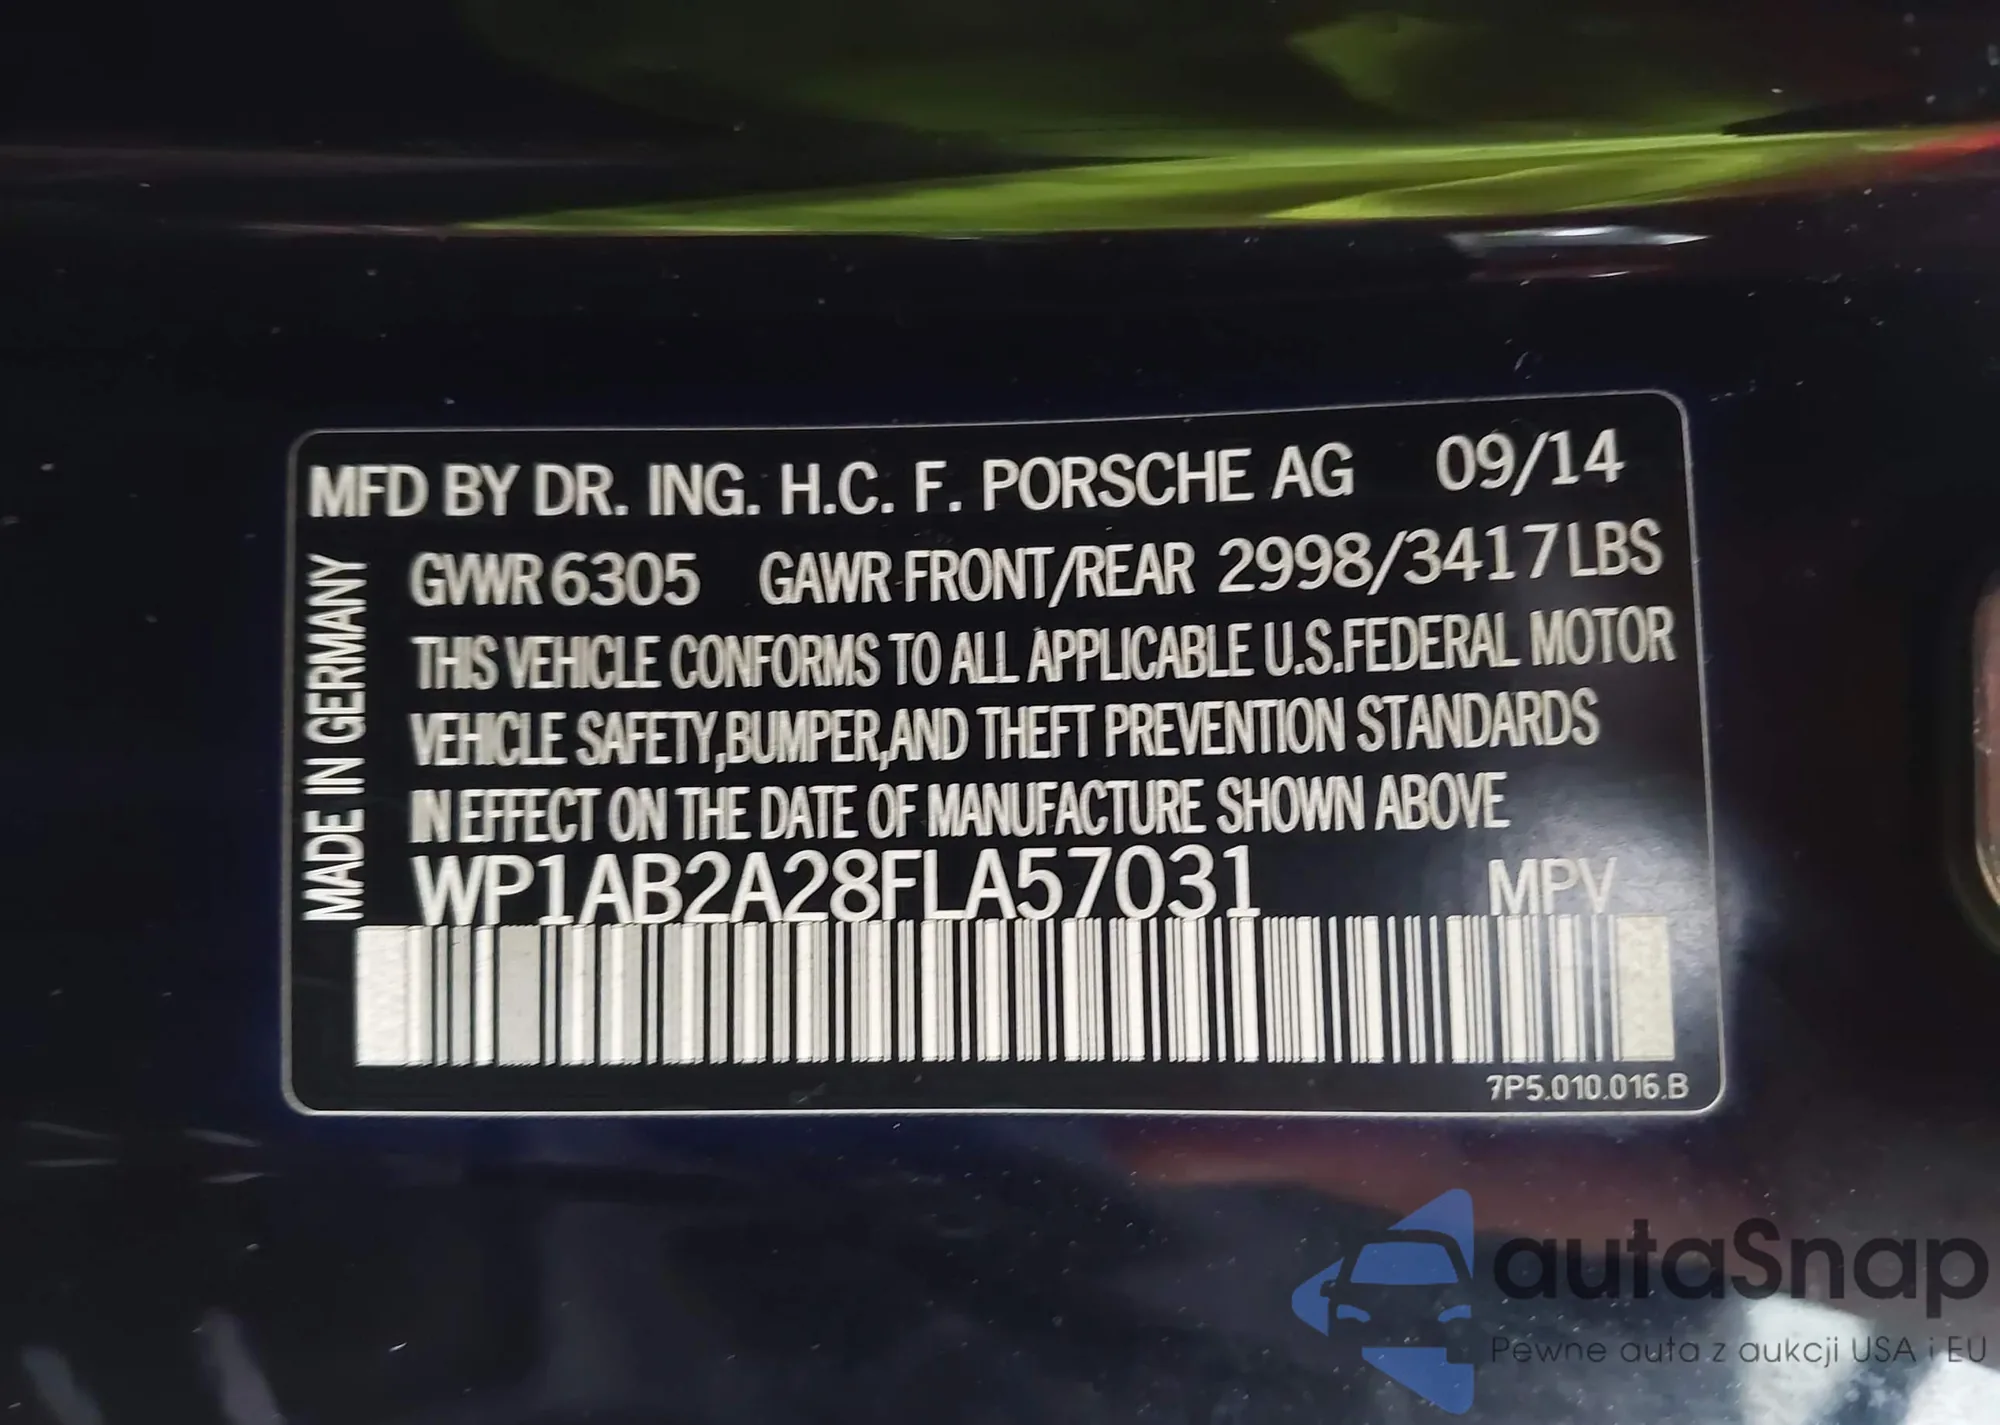 MFD BY DR. ING. H.C. F. PORSCHE AG 09/14
GVWR 6305 GAWR FRONT/REAR 2998/3417 LBS
THIS VEHICLE CONFORMS TO ALL APPLICABLE U.S.FEDERAL MOTOR
VEHICLE SAFETY,BUMPER,AND THEFT PREVENTION STANDARDS
IN EFFECT ON THE DATE OF MANUFACTURE SHOWN ABOVE
WP1AB2A28FLA57031 MPV
MADE IN GERMANY
7P5.010.016.B
autaSnap
Pewne auta z aukcji USA i EU